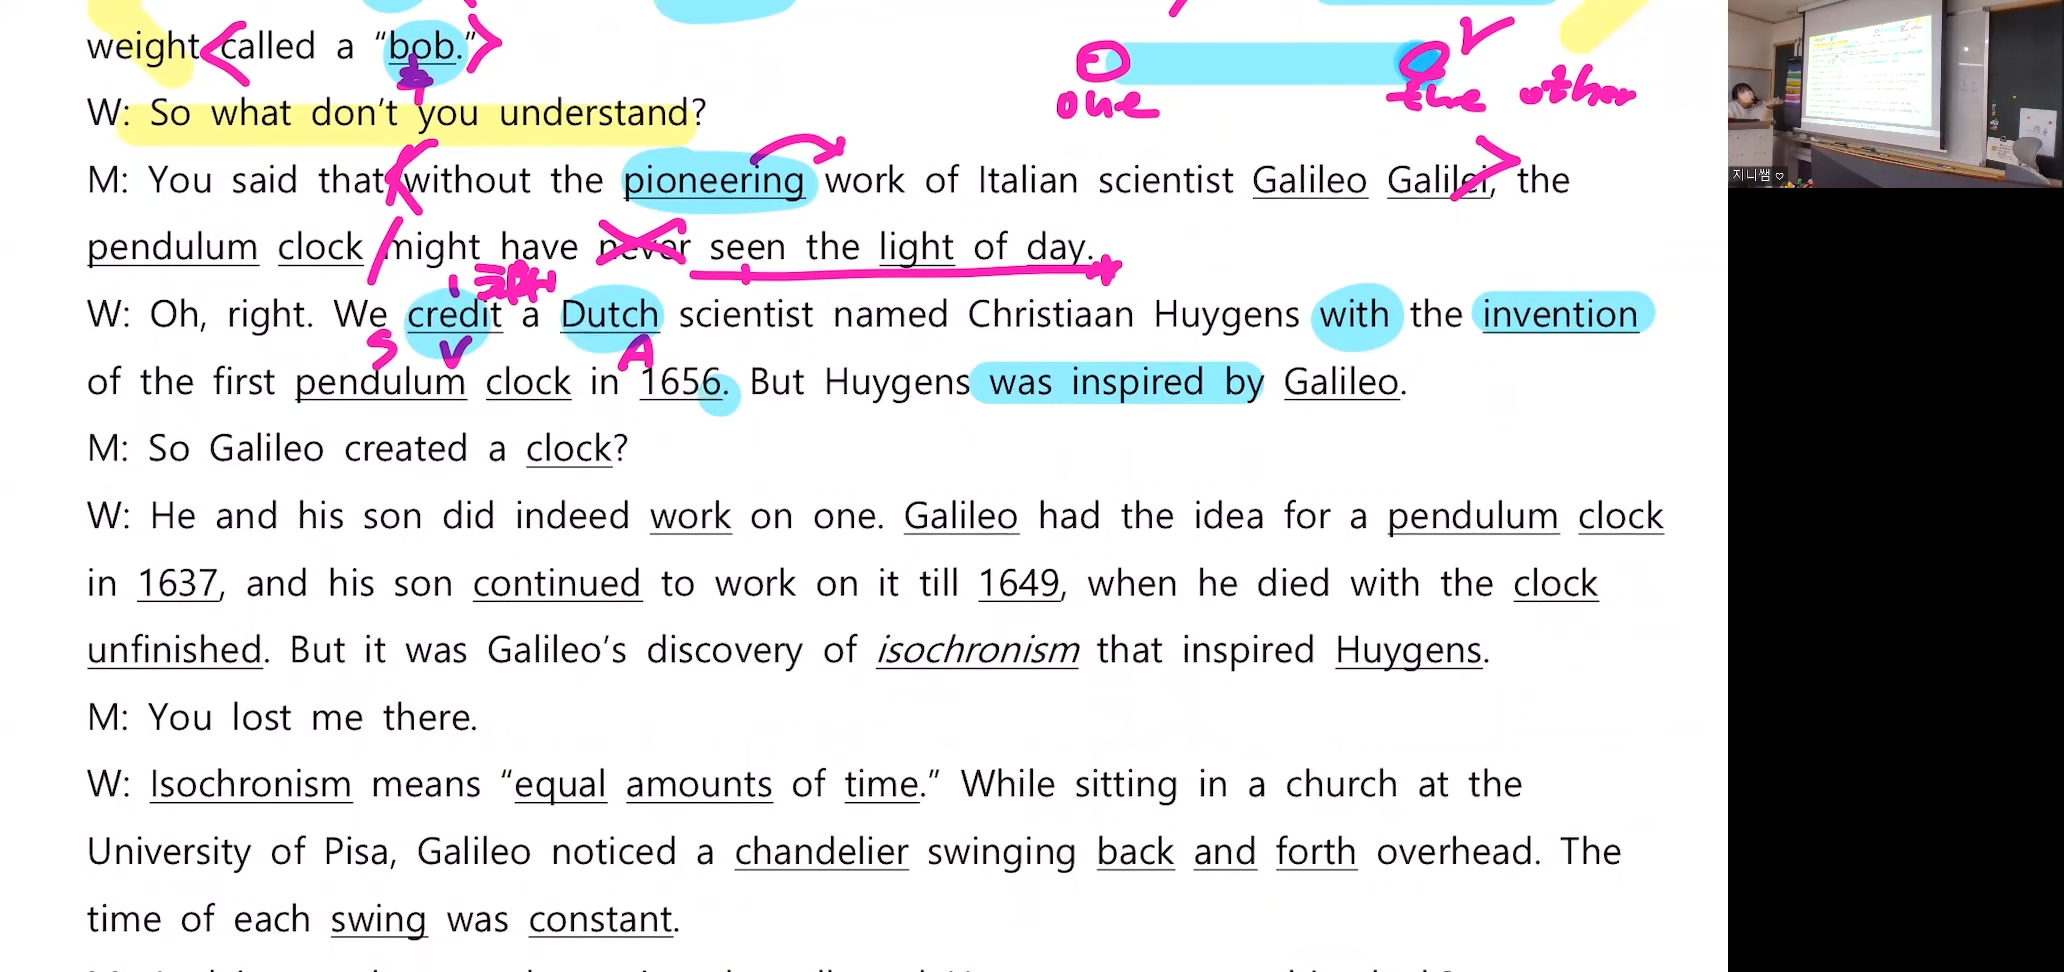 weight called a “bob.”
one the other
W: So what don’t you understand?
M: You said that without the pioneering work of Italian scientist Galileo Galilei, the
pendulum clock might have never seen the light of day.
W: Oh, right. We credit a Dutch scientist named Christiaan Huygens with the invention
S V A
of the first pendulum clock in 1656. But Huygens was inspired by Galileo.
M: So Galileo created a clock?
W: He and his son did indeed work on one. Galileo had the idea for a pendulum clock
in 1637, and his son continued to work on it till 1649, when he died with the clock
unfinished. But it was Galileo’s discovery of isochronism that inspired Huygens.
M: You lost me there.
W: Isochronism means “equal amounts of time.” While sitting in a church at the
University of Pisa, Galileo noticed a chandelier swinging back and forth overhead. The
time of each swing was constant.
지니쌤 ♡